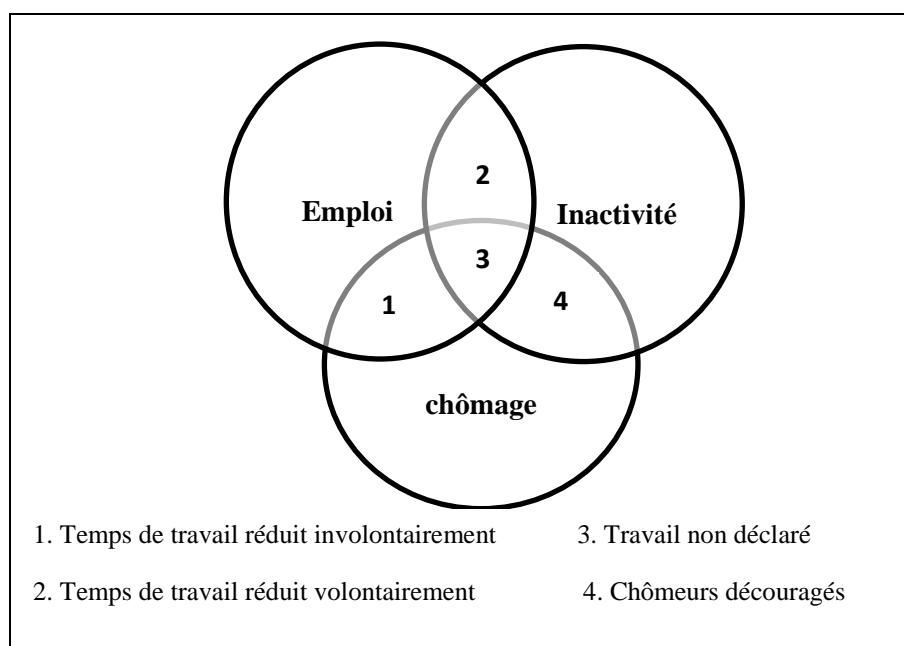 2
Emploi
Inactivité
3
1
4
chômage
1. Temps de travail réduit involontairement 3. Travail non déclaré
2. Temps de travail réduit volontairement 4. Chômeurs découragés